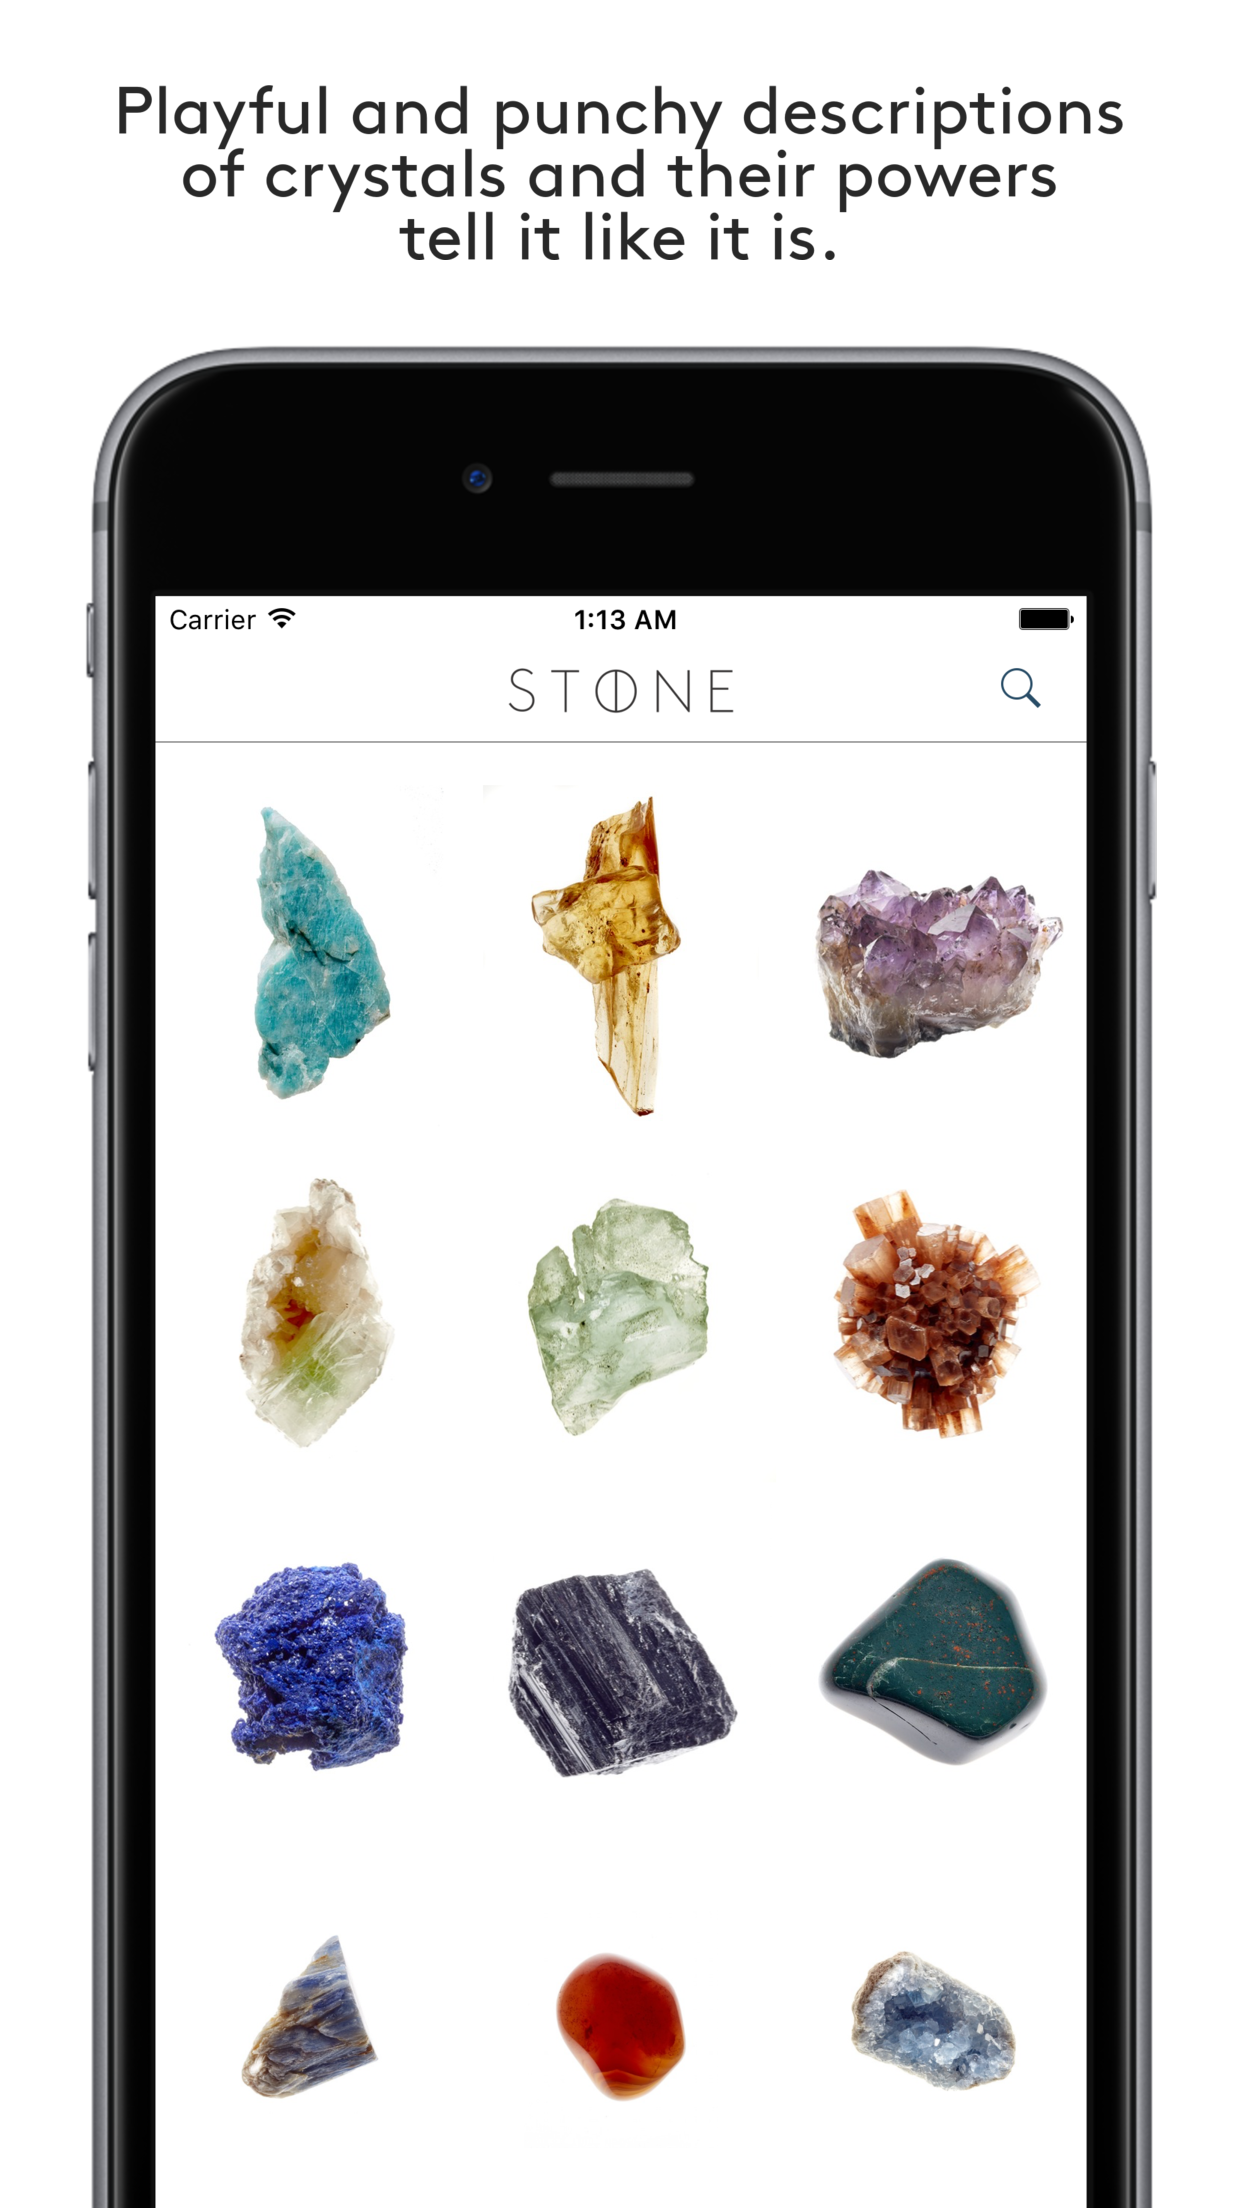 Playful and punchy descriptions
of crystals and their powers
tell it like it is.
Carrier 1:13 AM
STONE